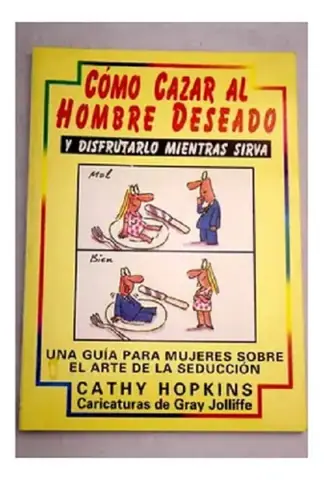 CÓMO CAZAR AL
HOMBRE DESEADO
Y DISFRUTARLO MIENTRAS SIRVA
Mal
Bien
UNA GUÍA PARA MUJERES SOBRE
EL ARTE DE LA SEDUCCIÓN
CATHY HOPKINS
Caricaturas de Gray Jolliffe